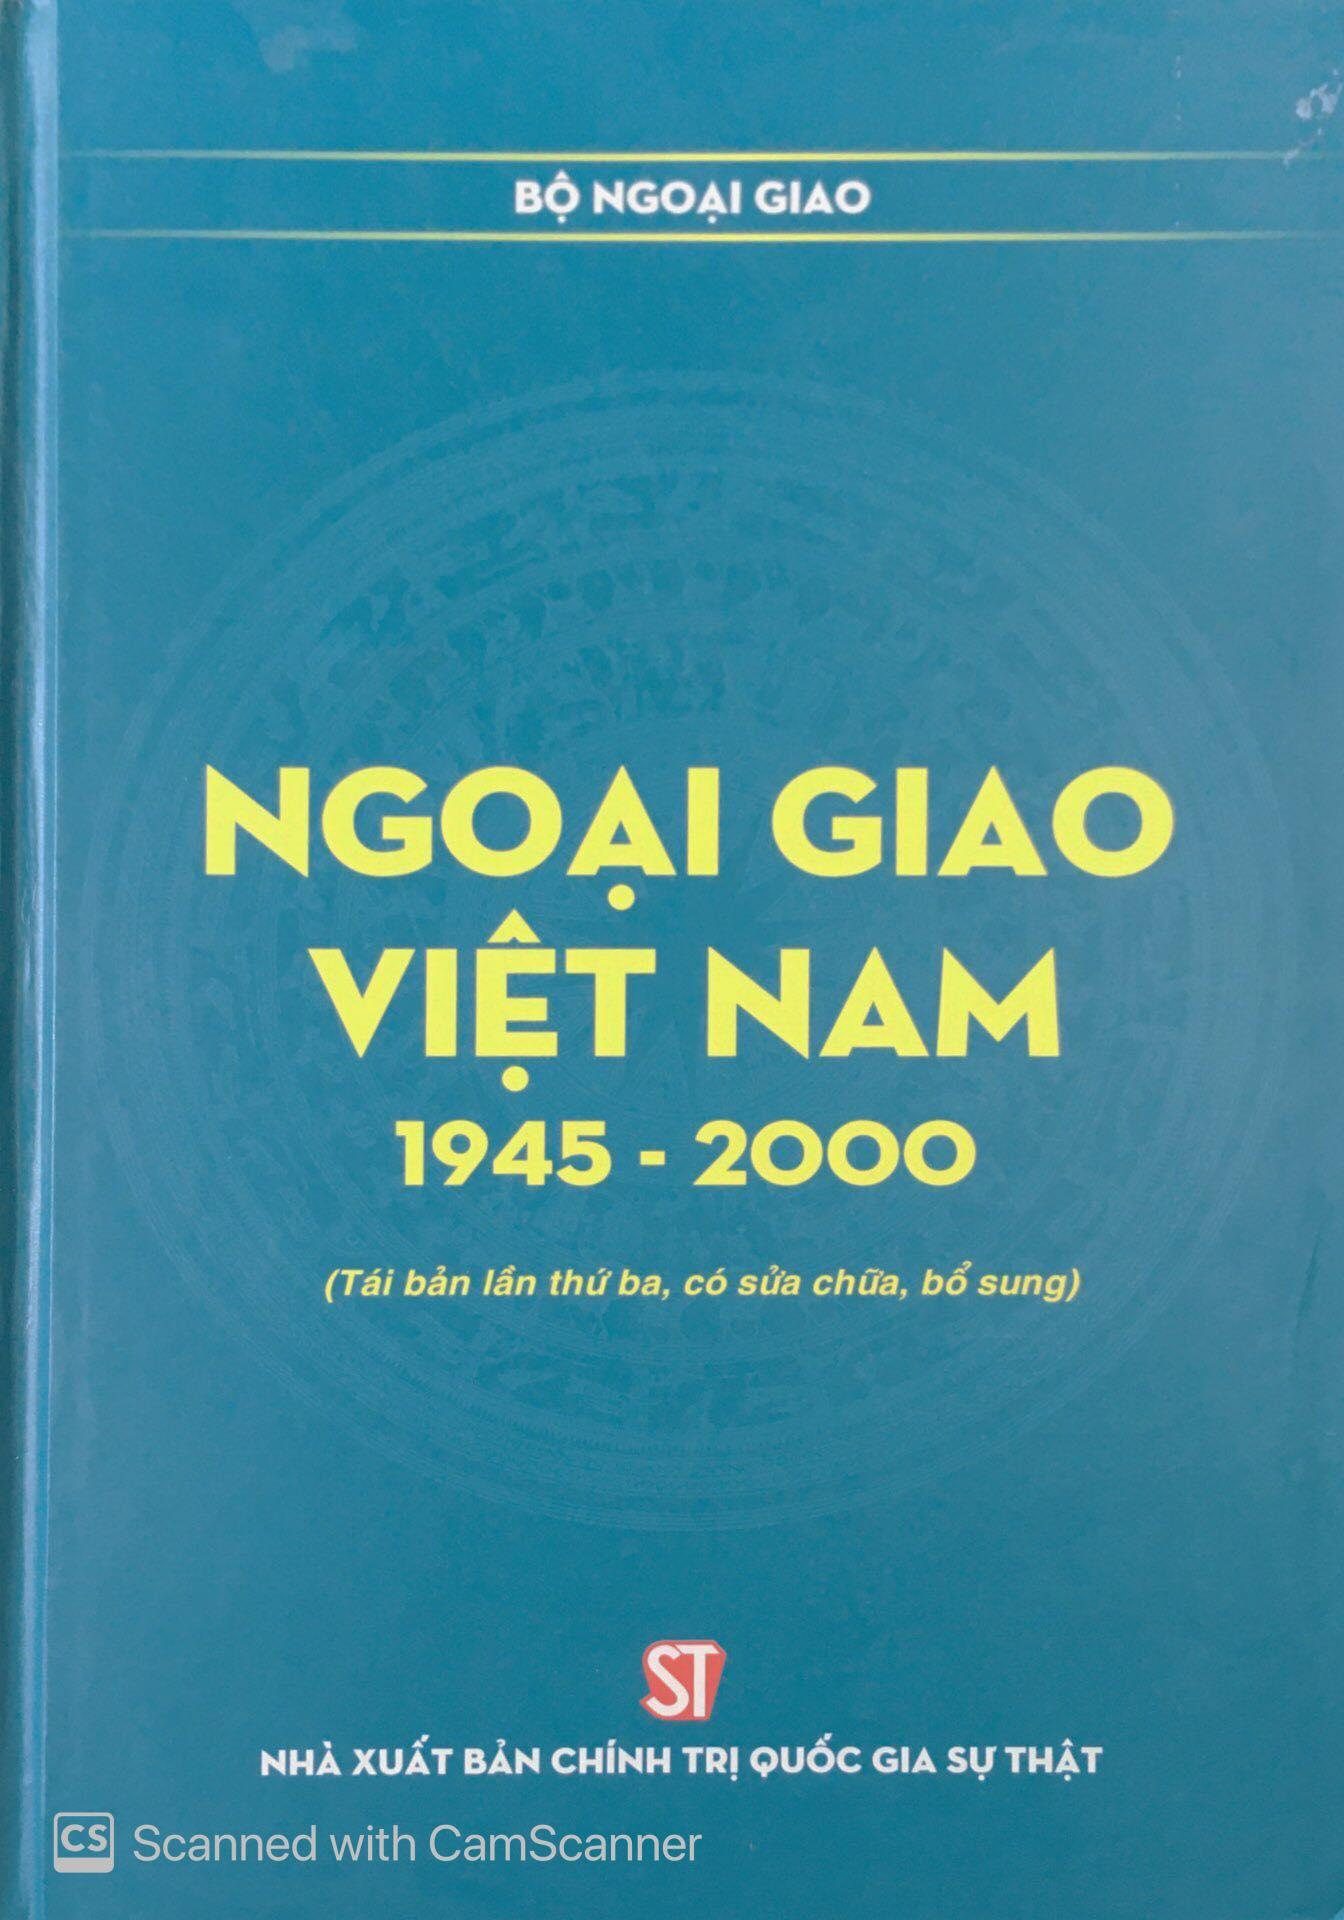 BỘ NGOẠI GIAO
NGOẠI GIAO
VIỆT NAM
1945 - 2000
(Tái bản lần thứ ba, có sửa chữa, bổ sung)
ST
NHÀ XUẤT BẢN CHÍNH TRỊ QUỐC GIA SỰ THẬT
CS Scanned with CamScanner